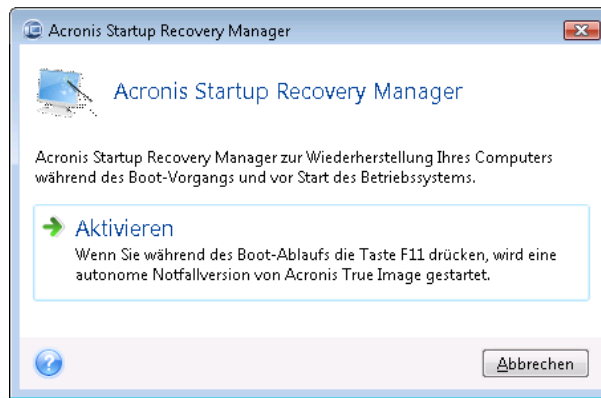 Acronis Startup Recovery Manager
Acronis Startup Recovery Manager
Acronis Startup Recovery Manager zur Wiederherstellung Ihres Computers
während des Boot-Vorgangs und vor Start des Betriebssystems.
Aktivieren
Wenn Sie während des Boot-Ablaufs die Taste F11 drücken, wird eine
autonome Notfallversion von Acronis True Image gestartet.
Abbrechen